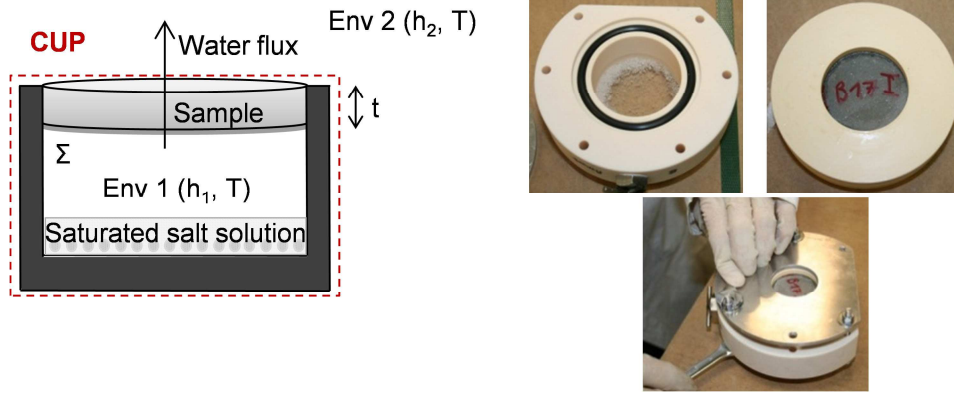 Env 2 (h2, T)
CUP
Water flux
Sample
t
Σ
Env 1 (h1, T)
Saturated salt solution
B17 I
B17